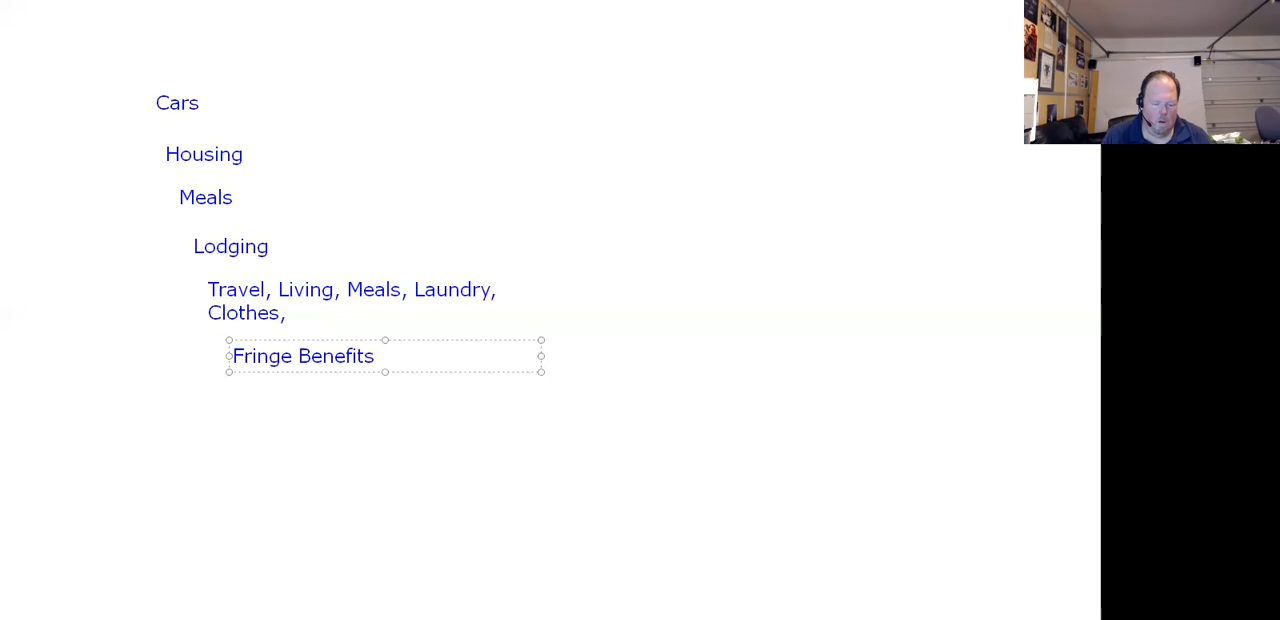 Cars
Housing
Meals
Lodging
Travel, Living, Meals, Laundry,
Clothes,
Fringe Benefits